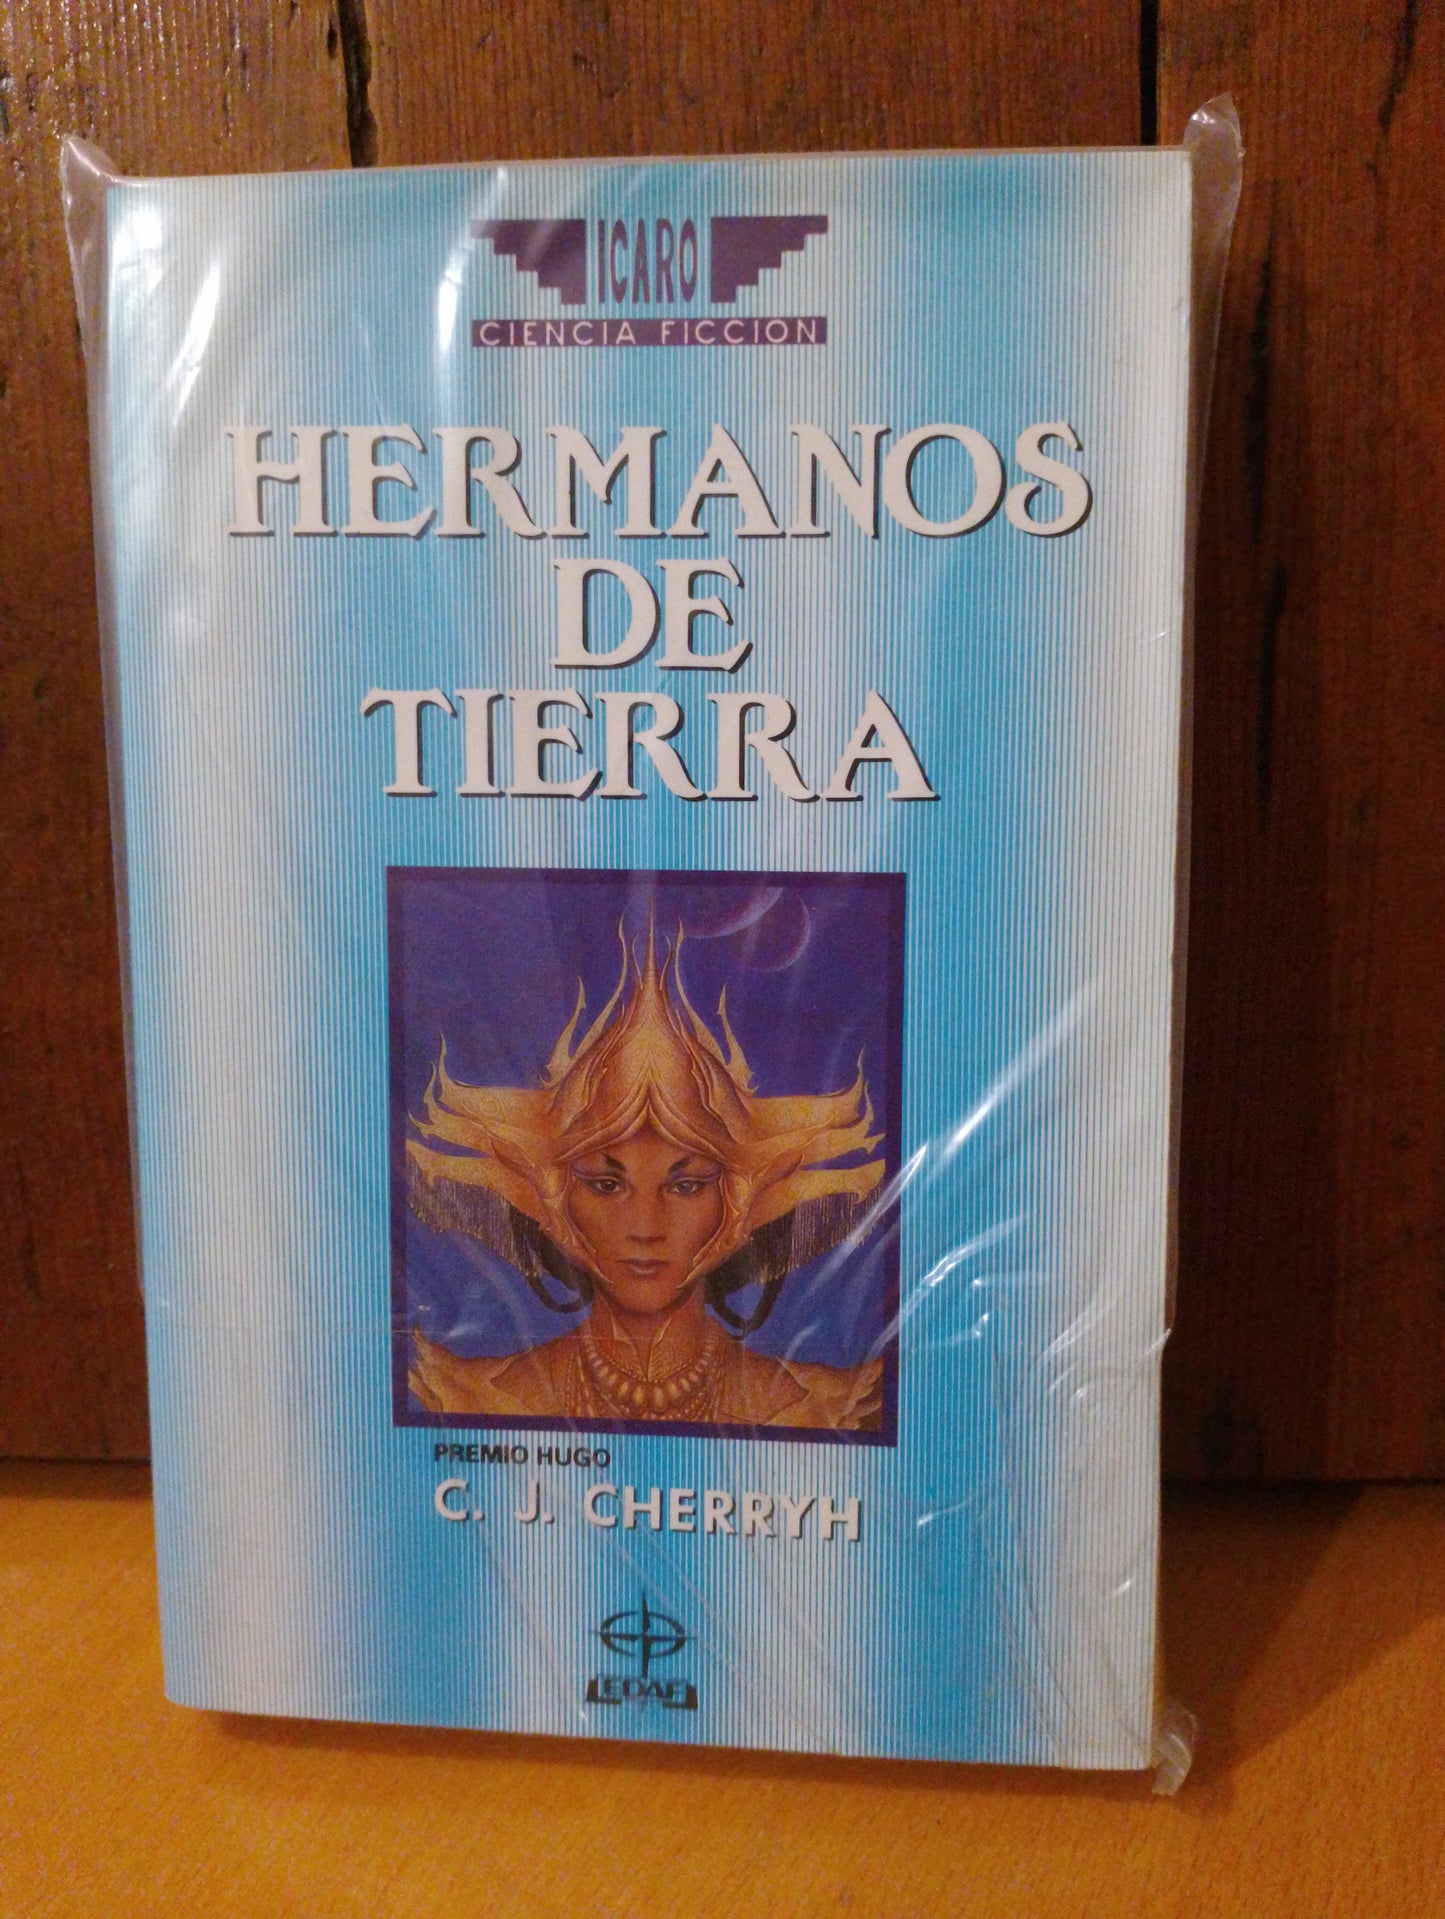 ICARO
CIENCIA FICCION
HERMANOS
DE
TIERRA
PREMIO HUGO
C. J. CHERRYH
EDAF